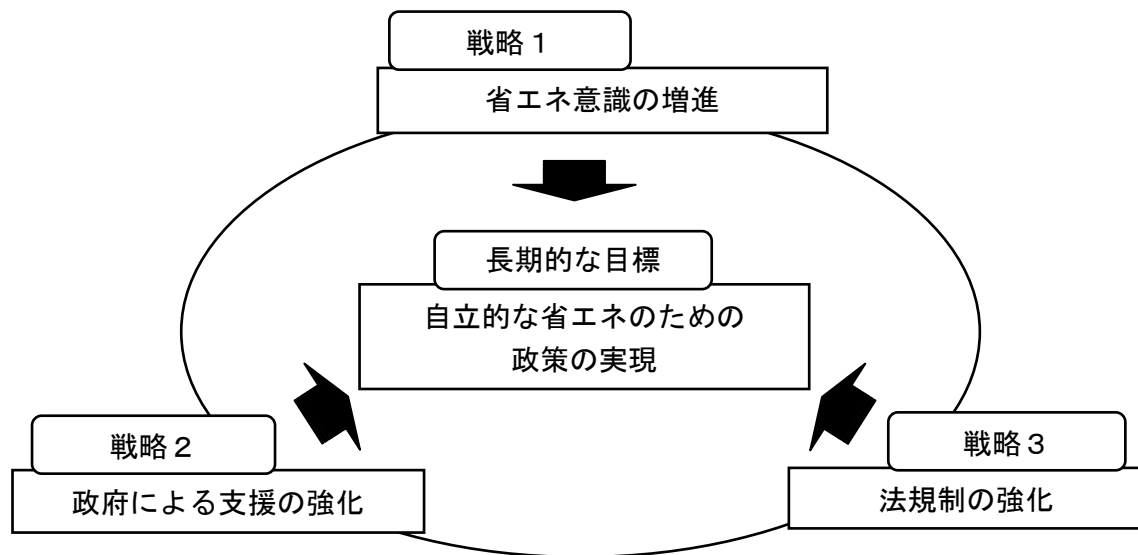 戦略１
省エネ意識の増進
長期的な目標
自立的な省エネのための
政策の実現
戦略２
政府による支援の強化
戦略３
法規制の強化